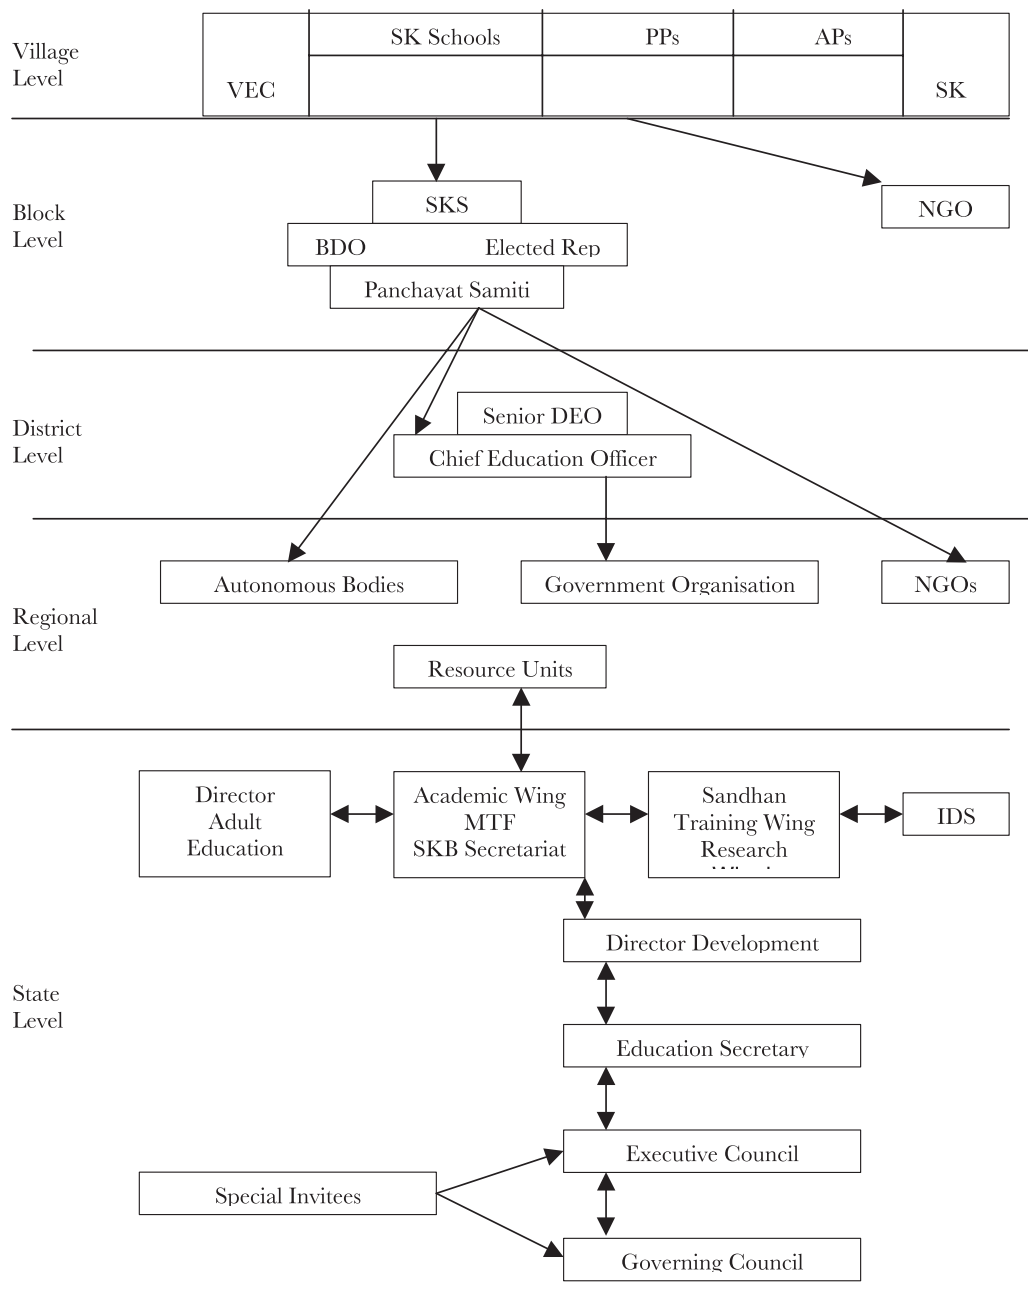 Village
Level
SK Schools
PPs
APs
VEC
SK
Block
Level
SKS
NGO
BDO
Elected Rep
Panchayat Samiti
District
Level
Senior DEO
Chief Education Officer
Regional
Level
Autonomous Bodies
Government Organisation
NGOs
Resource Units
State
Level
Director
Adult
Education
Academic Wing
MTF
SKB Secretariat
Sandhan
Training Wing
Research
IDS
Director Development
Education Secretary
Executive Council
Special Invitees
Governing Council